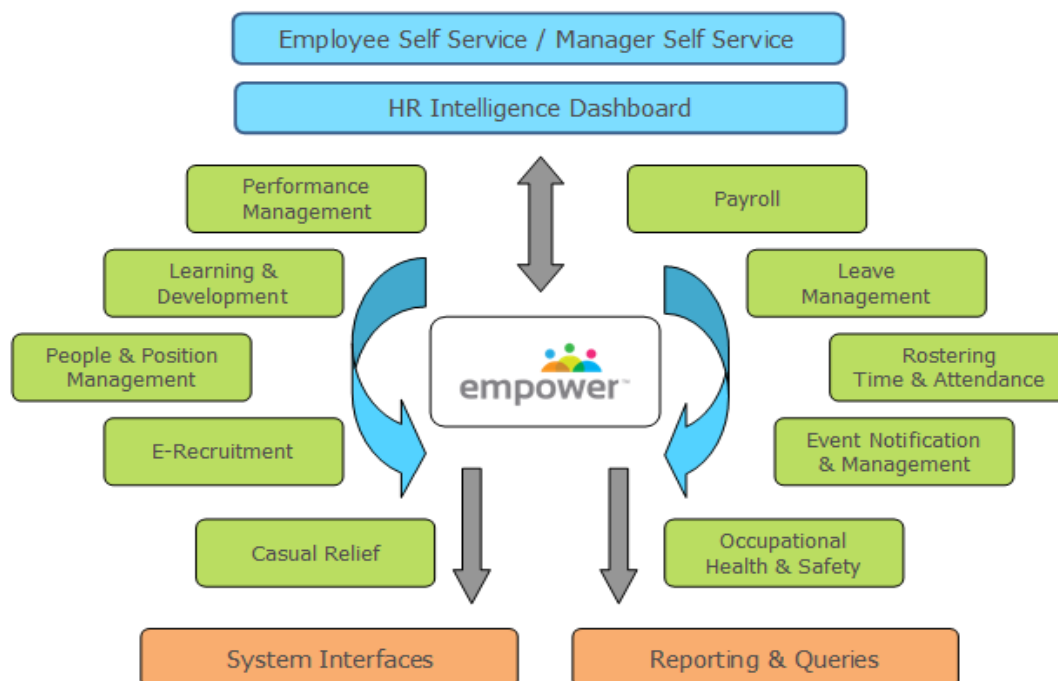 Employee Self Service / Manager Self Service
HR Intelligence Dashboard
Performance
Management
Payroll
Learning &
Development
Leave
Management
People & Position
Management
empower™
Rostering
Time & Attendance
E-Recruitment
Event Notification
& Management
Casual Relief
Occupational
Health & Safety
System Interfaces
Reporting & Queries